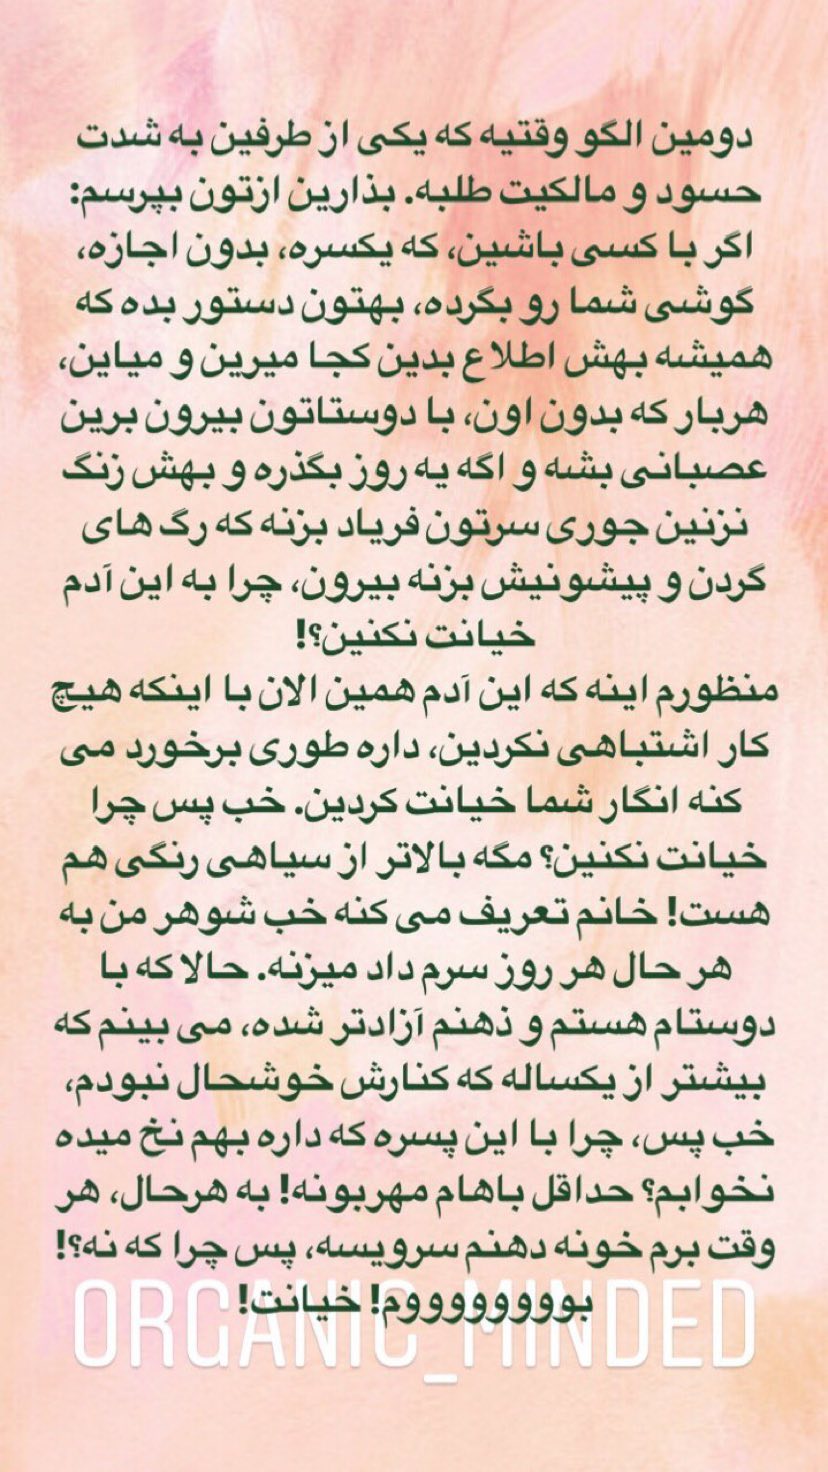 دومین الگو وقتیه که یکی از طرفین به شدت
حسود و مالکیت طلبه. بذارین ازتون بپرسم:
اگر با کسی باشین، که یکسره، بدون اجازه،
گوشی شما رو بگرده، بهتون دستور بده که
همیشه بهش اطلاع بدین کجا میرین و میاین،
هربار که بدون اون، با دوستاتون بیرون برین
عصبانی بشه و اگه یه روز بگذره و بهش زنگ
نزنین جوری سرتون فریاد بزنه که رگ های
گردن و پیشونیش بزنه بیرون، چرا به این آدم
خیانت نکنین؟!
منظورم اینه که این آدم همین الان با اینکه هیچ
کار اشتباهی نکردین، داره طوری برخورد می
کنه انگار شما خیانت کردین. خب پس چرا
خیانت نکنین؟ مگه بالاتر از سیاهی رنگی هم
هست! خانم تعریف می کنه خب شوهر من به
هر حال هر روز سرم داد میزنه. حالا که با
دوستام هستم و ذهنم آزادتر شده، می بینم که
بیشتر از یکساله که کنارش خوشحال نبودم،
خب پس، چرا با این پسره که داره بهم نخ میده
نخوابم؟ حداقل باهام مهربونه! به هرحال، هر
وقت برم خونه دهنم سرویسه، پس چرا که نه؟!
بوووووووووم! خیانت!
ORGANIC_MINDED